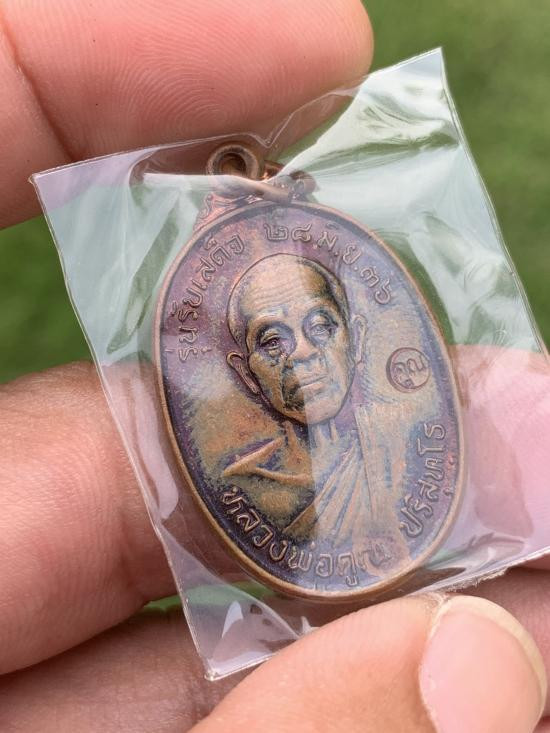 รุ่นรับเสด็จ ๒๘.ม.ย.๓๖
คูณ
หลวงพ่อคูณ ปริสุทฺโธ